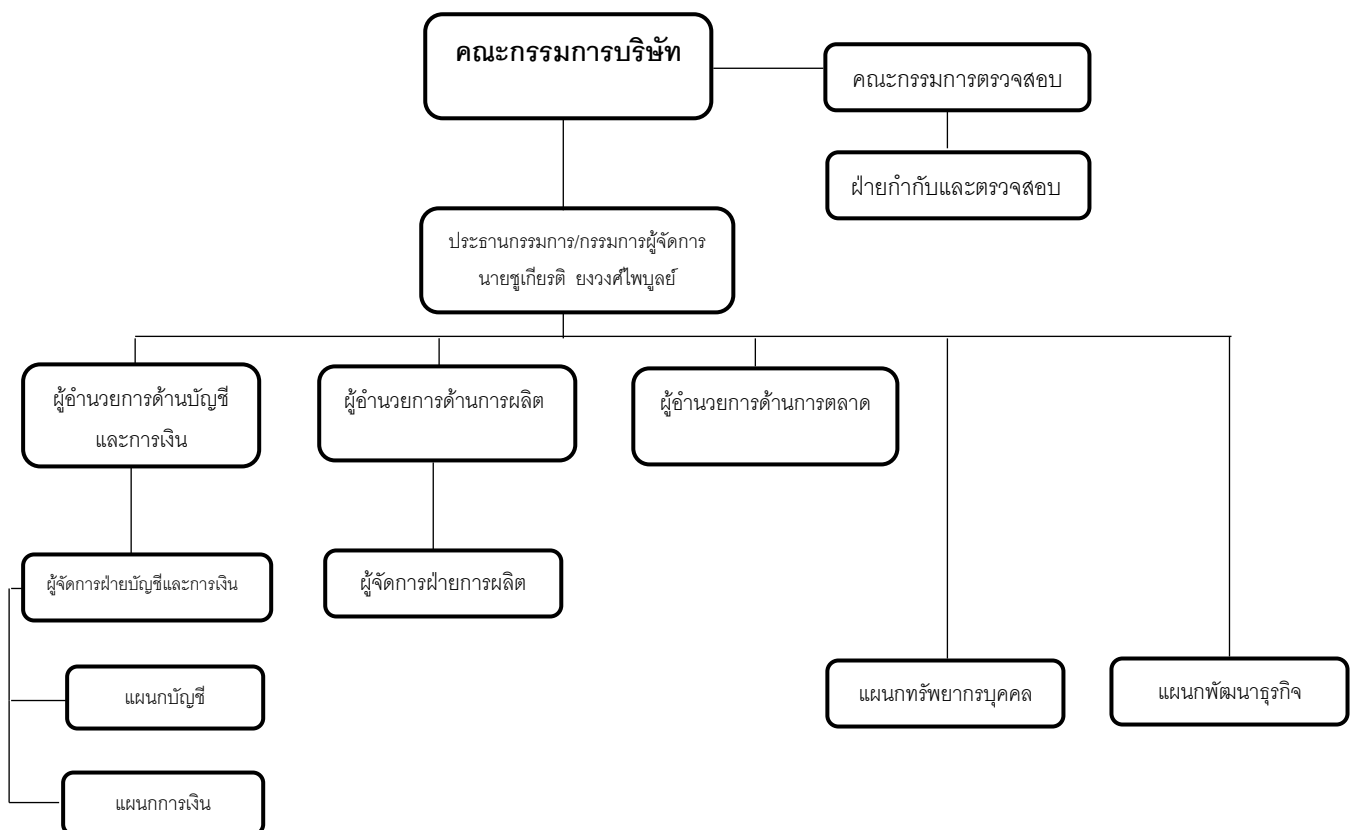 คณะกรรมการบริษัท
คณะกรรมการตรวจสอบ
ฝ่ายกำกับและตรวจสอบ
ประธานกรรมการ/กรรมการผู้จัดการ
นายชูเกียรติ ยงวงศ์ไพบูลย์
ผู้อำนวยการด้านบัญชี
และการเงิน
ผู้อำนวยการด้านการผลิต
ผู้อำนวยการด้านการตลาด
ผู้จัดการฝ่ายบัญชีและการเงิน
ผู้จัดการฝ่ายการผลิต
แผนกบัญชี
แผนกทรัพยากรบุคคล
แผนกพัฒนาธุรกิจ
แผนกการเงิน